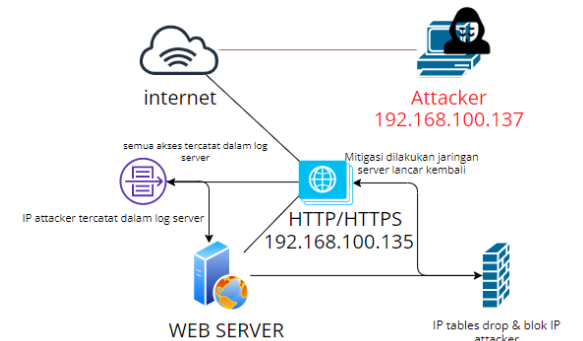 internet
Attacker
192.168.100.137
semua akses tercatat dalam log
server
Mitigasi dilakukan jaringan
server lancar kembali
IP attacker tercatat dalam log server
HTTP/HTTPS
192.168.100.135
WEB SERVER
IP tables drop & blok IP
attacker